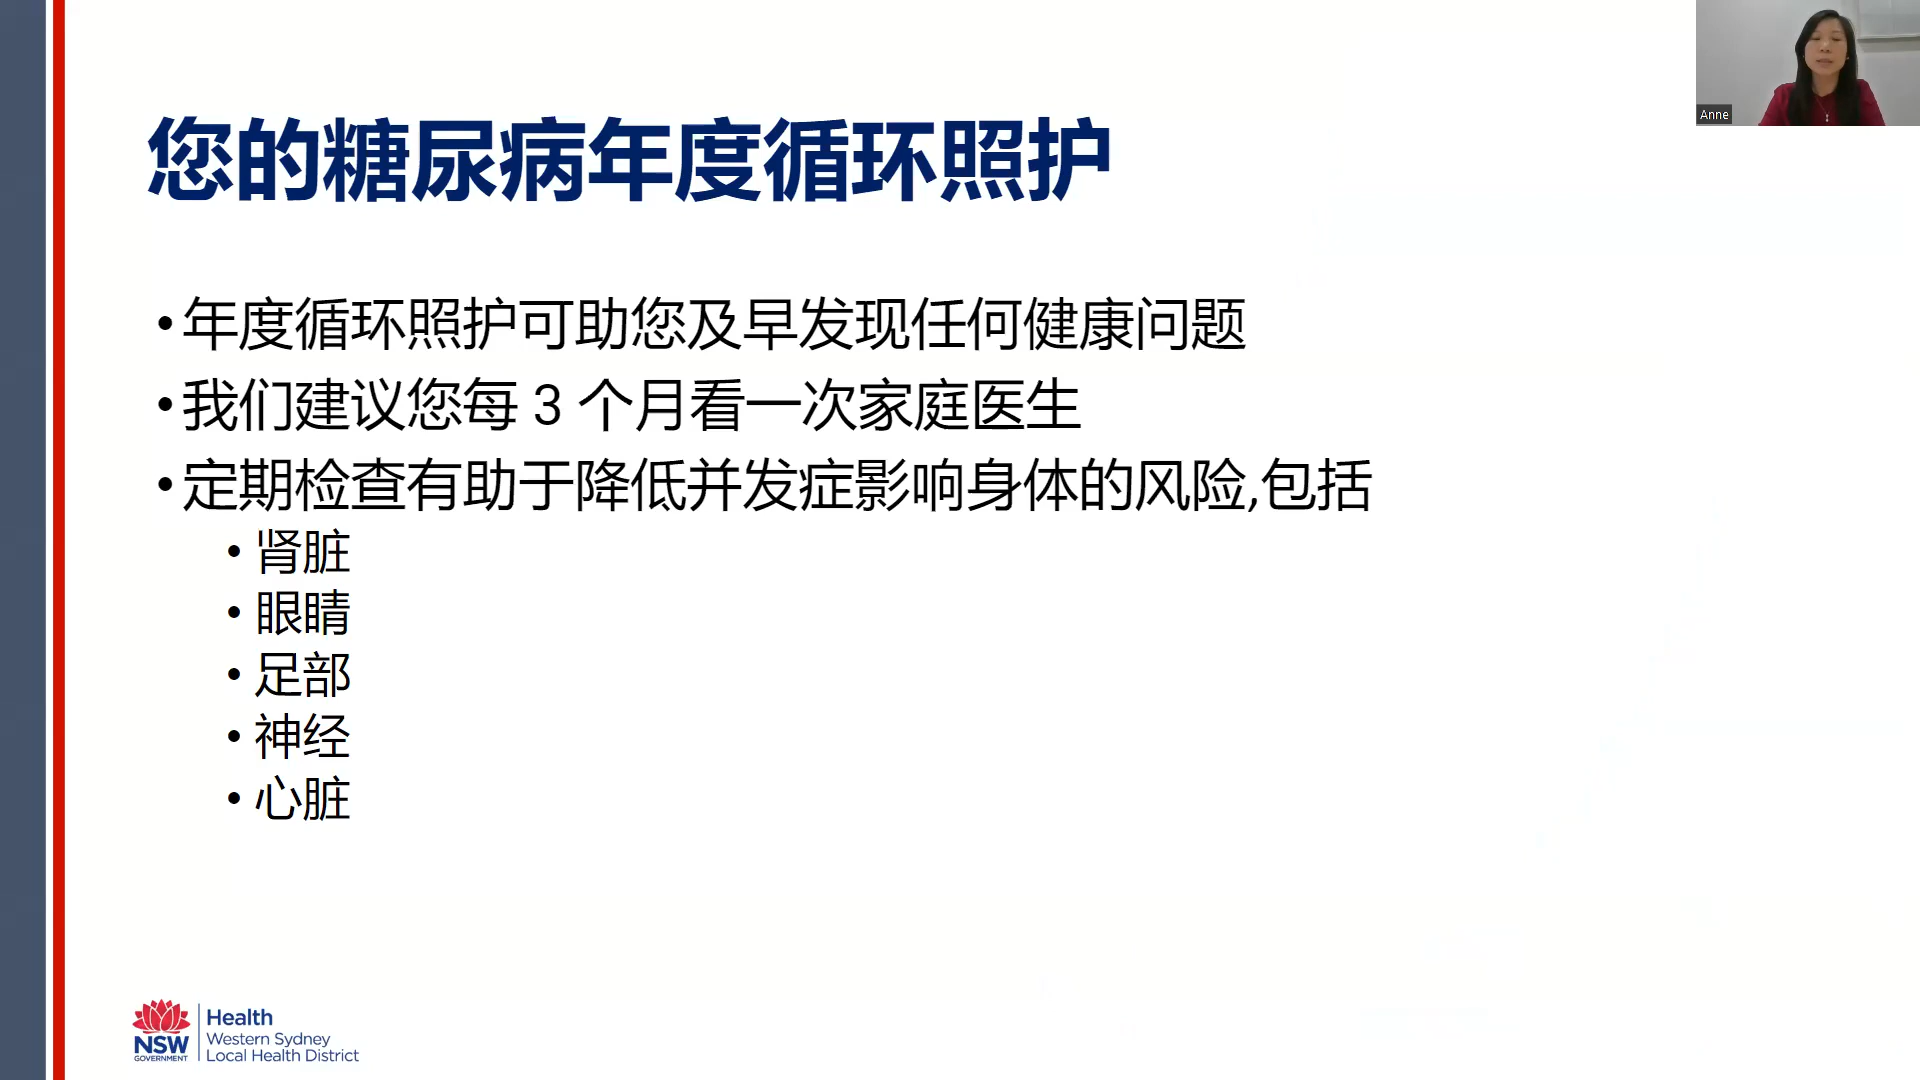 Anne
您的糖尿病年度循环照护
•年度循环照护可助您及早发现任何健康问题
•我们建议您每 3 个月看一次家庭医生
•定期检查有助于降低并发症影响身体的风险,包括
• 肾脏
• 眼睛
• 足部
• 神经
• 心脏
NSW
GOVERNMENT
Health
Western Sydney
Local Health District